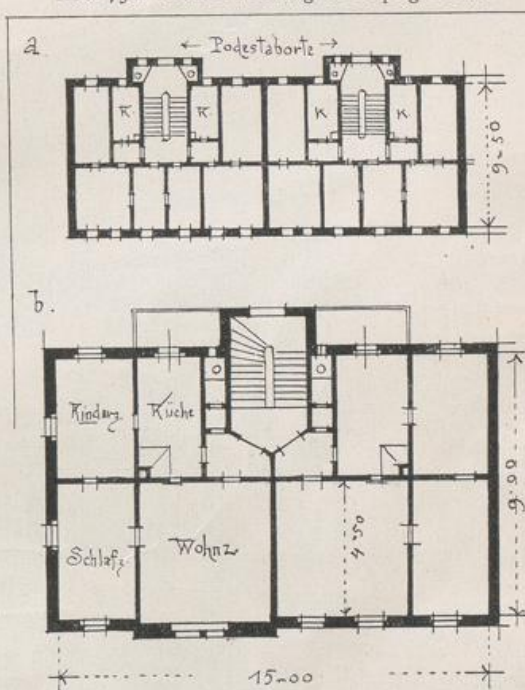 a
← Podestaborte →
K K K K
9.50
b.
Kinderz.
Küche
9.00
4.50
Schlafz.
Wohnz
15.00